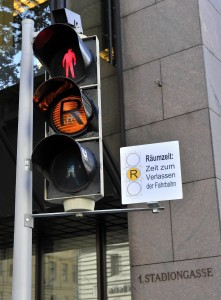 Räumzeit:
R
Zeit zum
Verlassen
der Fahrbahn
1.STADIONGASSE